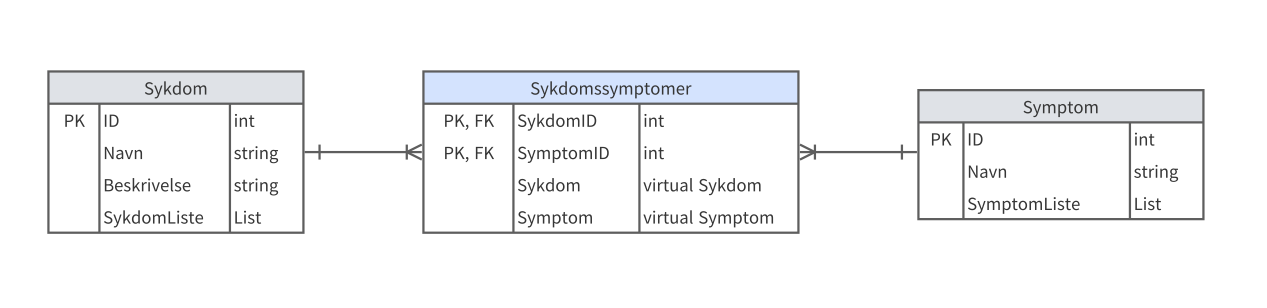 Sykdom
PK ID int
Navn string
Beskrivelse string
SykdomListe List
Sykdomssymptomer
PK, FK SykdomID int
PK, FK SymptomID int
Sykdom virtual Sykdom
Symptom virtual Symptom
Symptom
PK ID int
Navn string
SymptomListe List